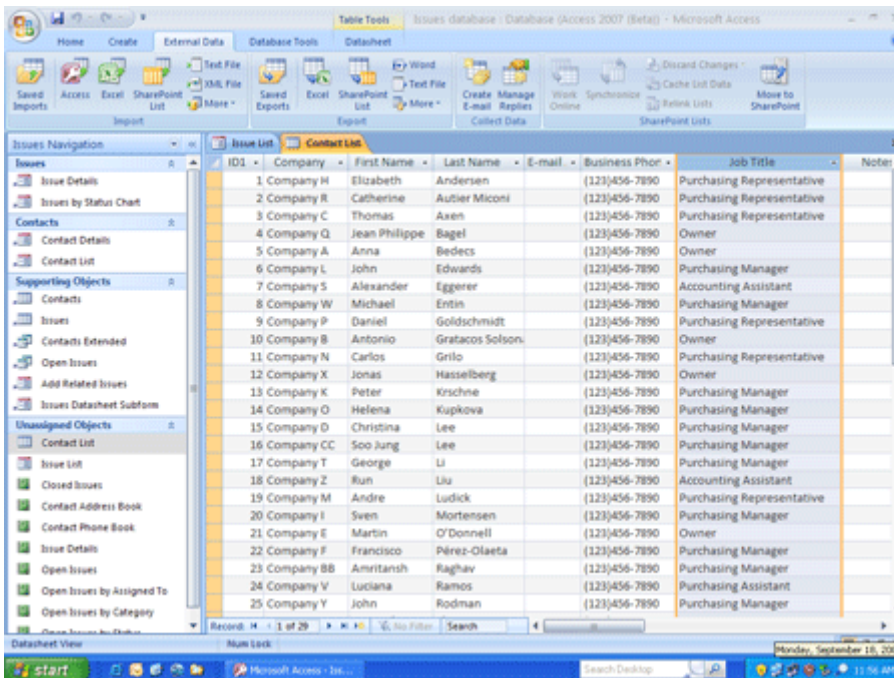 Table Tools Issues database : Database (Access 2007 (Beta)) - Microsoft Access
Home Create External Data Database Tools Datasheet
Saved Imports
Access
Excel
SharePoint List
Text File
XML File
More
Import
Saved Exports
Excel
SharePoint List
Word
Text File
More
Export
Create E-mail
Manage Replies
Collect Data
Work Online
Synchronize
Discard Changes
Cache List Data
Relink Lists
Move to SharePoint
SharePoint Lists
Issues Navigation
Issues
Issue Details
Issues by Status Chart
Contacts
Contact Details
Contact List
Supporting Objects
Contacts
Issues
Contacts Extended
Open Issues
Add Related Issues
Issues Datasheet Subform
Unassigned Objects
Contact List
Issue List
Closed Issues
Contact Address Book
Contact Phone Book
Issue Details
Open Issues
Open Issues by Assigned To
Open Issues by Category
Issue List Contact List
ID1 Company First Name Last Name E-mail Business Phor Job Title Notes
1 Company H Elizabeth Andersen (123)456-7890 Purchasing Representative
2 Company R Catherine Autier Miconi (123)456-7890 Purchasing Representative
3 Company C Thomas Axen (123)456-7890 Purchasing Representative
4 Company Q Jean Philippe Bagel (123)456-7890 Owner
5 Company A Anna Bedecs (123)456-7890 Owner
6 Company L John Edwards (123)456-7890 Purchasing Manager
7 Company S Alexander Eggerer (123)456-7890 Accounting Assistant
8 Company W Michael Entin (123)456-7890 Purchasing Manager
9 Company P Daniel Goldschmidt (123)456-7890 Purchasing Representative
10 Company B Antonio Gratacos Solson (123)456-7890 Owner
11 Company N Carlos Grilo (123)456-7890 Purchasing Representative
12 Company X Jonas Hasselberg (123)456-7890 Owner
13 Company K Peter Krschne (123)456-7890 Purchasing Manager
14 Company O Helena Kupkova (123)456-7890 Purchasing Manager
15 Company D Christina Lee (123)456-7890 Purchasing Manager
16 Company CC Soo Jung Lee (123)456-7890 Purchasing Manager
17 Company T George Li (123)456-7890 Purchasing Manager
18 Company Z Run Liu (123)456-7890 Accounting Assistant
19 Company M Andre Ludick (123)456-7890 Purchasing Representative
20 Company I Sven Mortensen (123)456-7890 Purchasing Manager
21 Company E Martin O'Donnell (123)456-7890 Owner
22 Company F Francisco Pérez-Olaeta (123)456-7890 Purchasing Manager
23 Company BB Amritansh Raghav (123)456-7890 Purchasing Manager
24 Company V Luciana Ramos (123)456-7890 Purchasing Assistant
25 Company Y John Rodman (123)456-7890 Purchasing Manager
Record: 1 of 29 No Filter Search
Datasheet View Num Lock
Monday, September 18, 200
start Microsoft Access - Iss... Search Desktop 11:56 AM